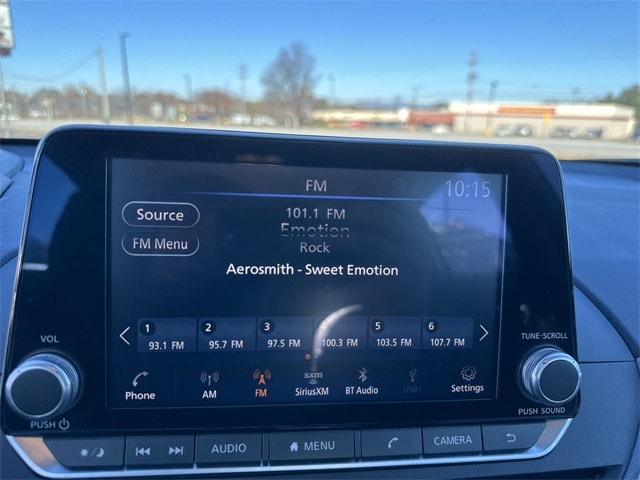 FM
10:15
Source
101.1 FM
Emotion
FM Menu
Rock
Aerosmith - Sweet Emotion
1 2 3 4 5 6
93.1 FM 95.7 FM 97.5 FM 100.3 FM 103.5 FM 107.7 FM
VOL
TUNE·SCROLL
sxm
Phone AM FM SiriusXM BT Audio USB1 Settings
PUSH
PUSH SOUND
AUDIO MENU CAMERA